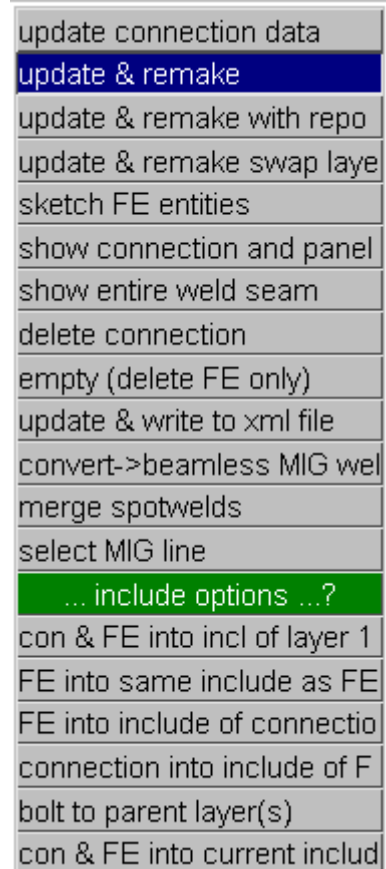 update connection data
update & remake
update & remake with repo
update & remake swap laye
sketch FE entities
show connection and panel
show entire weld seam
delete connection
empty (delete FE only)
update & write to xml file
convert->beamless MIG wel
merge spotwelds
select MIG line
... include options ...?
con & FE into incl of layer 1
FE into same include as FE
FE into include of connectio
connection into include of F
bolt to parent layer(s)
con & FE into current includ